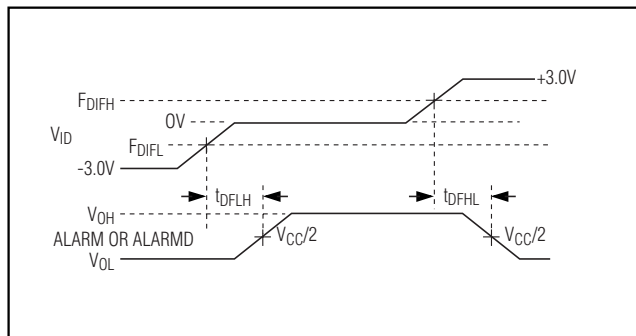 +3.0V
FDIFH
0V
VID
FDIFL
-3.0V
tDFLH
tDFHL
VOH
ALARM OR ALARMD
VCC/2
VCC/2
VOL